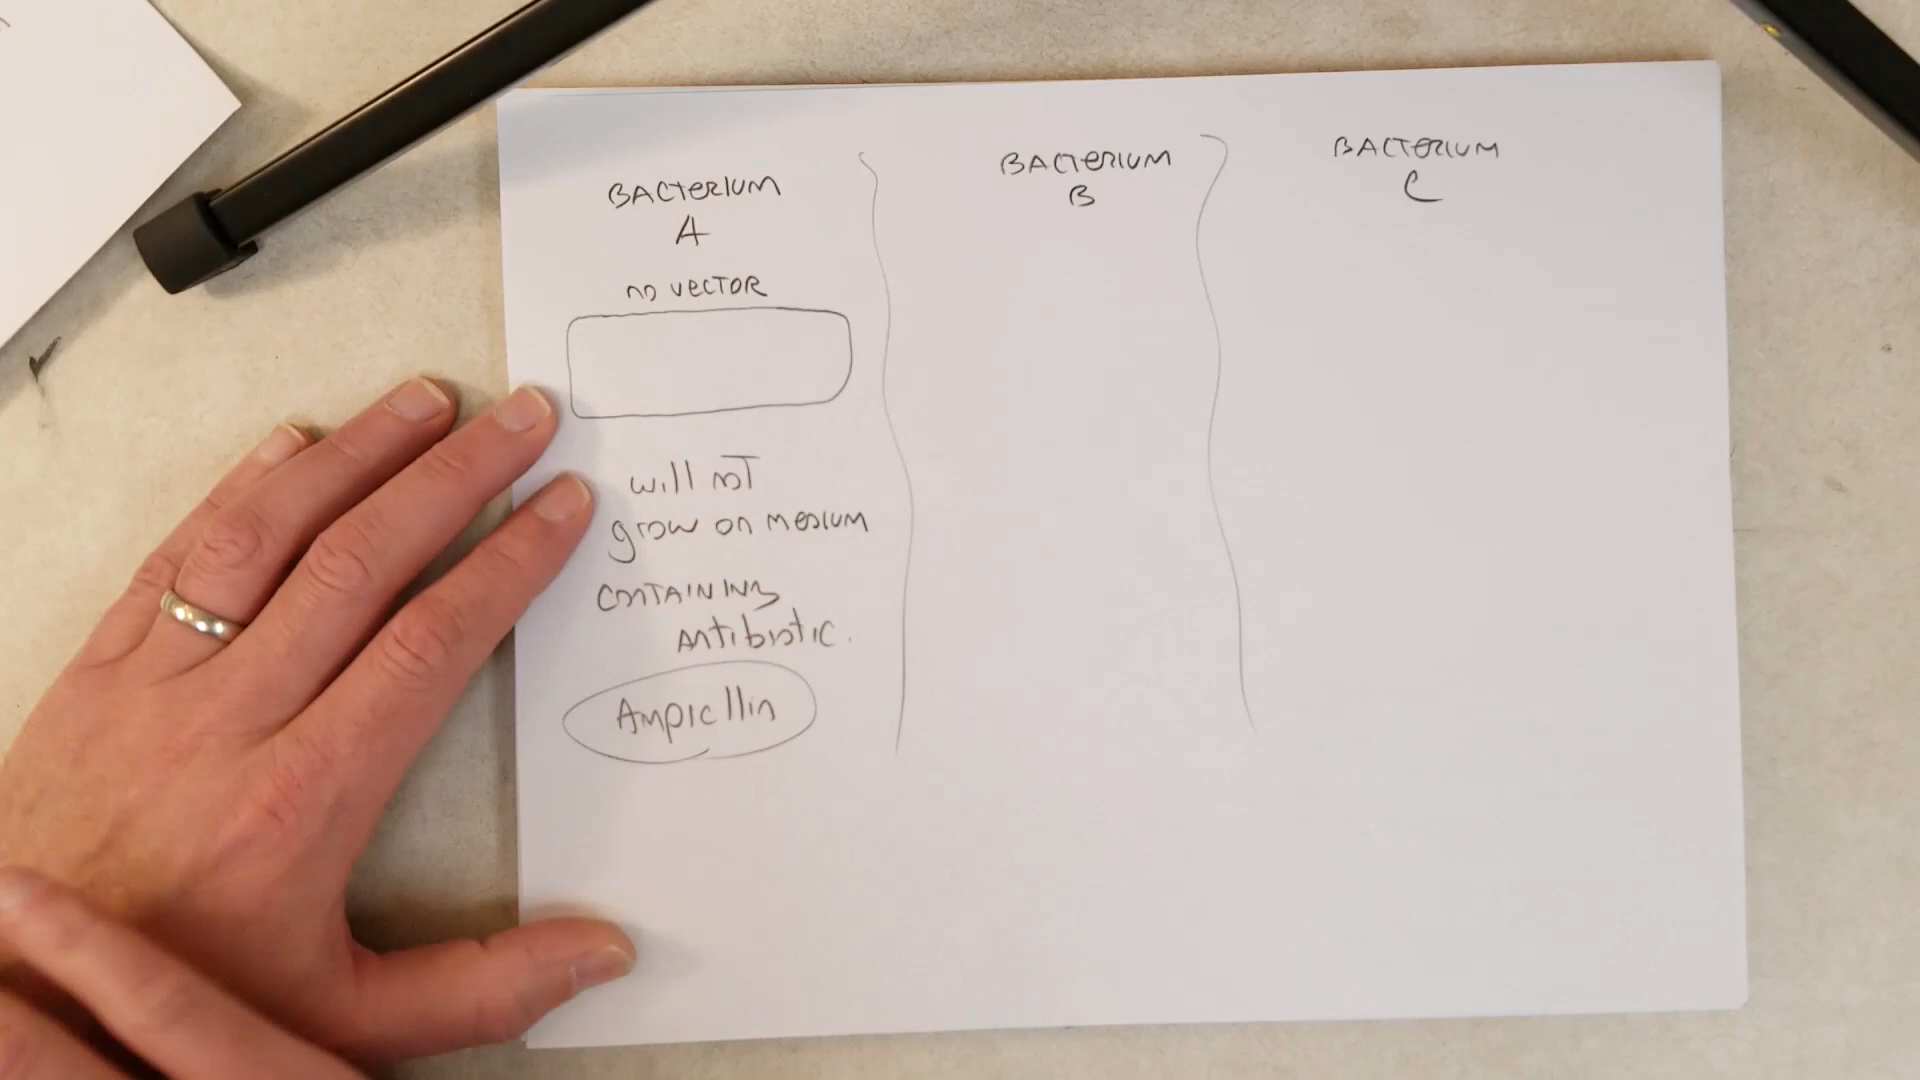 BACTERIUM
A
no VECTOR
will not
grow on medium
CONTAINING
Antibiotic.
Ampicllin
BACTERIUM
B
BACTERIUM
C